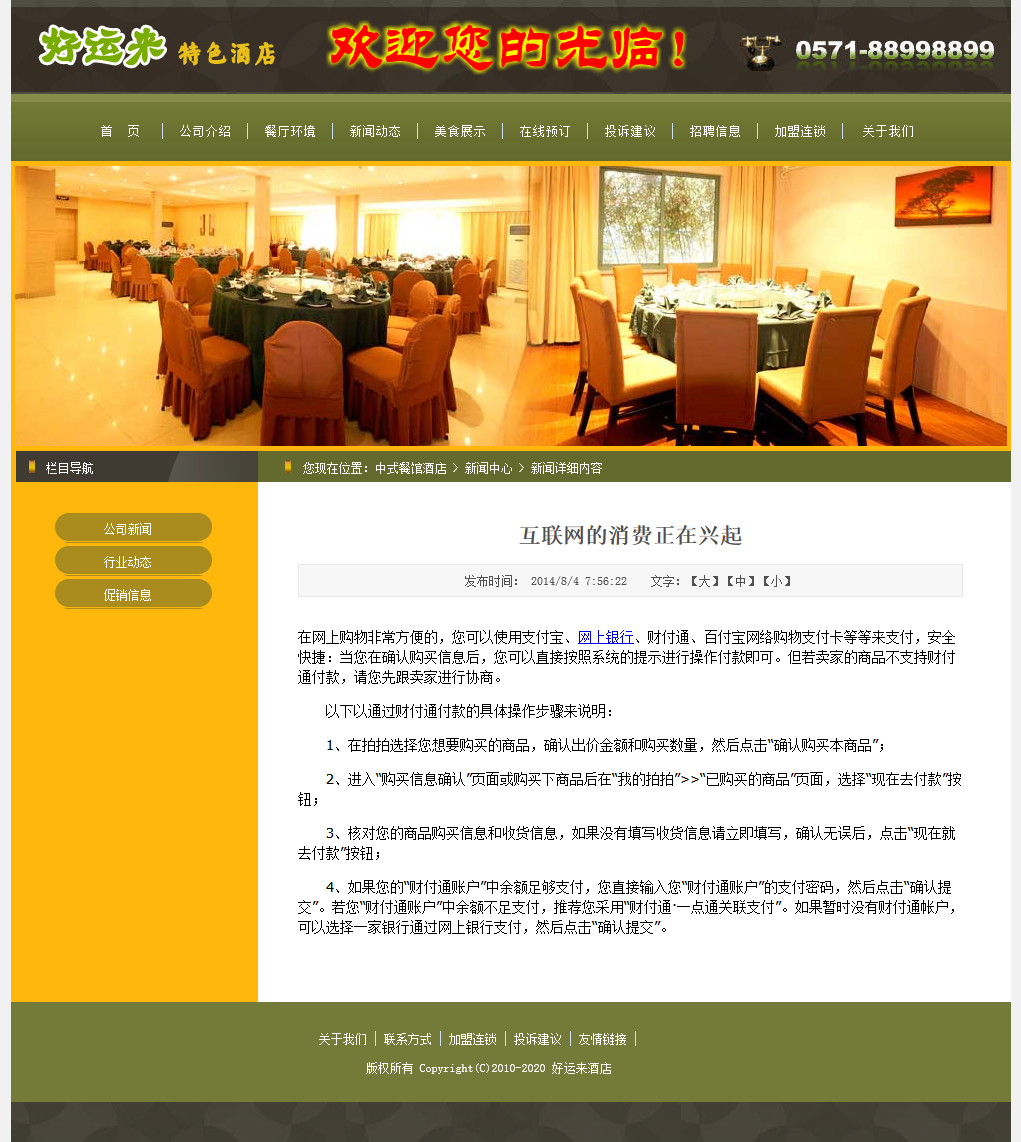 好运来 特色酒店 欢迎您的光临！ 0571-88998899
首 页 | 公司介绍 | 餐厅环境 | 新闻动态 | 美食展示 | 在线预订 | 投诉建议 | 招聘信息 | 加盟连锁 | 关于我们
栏目导航
您现在位置：中式餐馆酒店 > 新闻中心 > 新闻详细内容
公司新闻
行业动态
促销信息
互联网的消费正在兴起
发布时间： 2014/8/4 7:56:22 文字：【大】【中】【小】
在网上购物非常方便的，您可以使用支付宝、网上银行、财付通、百付宝网络购物支付卡等等来支付，安全
快捷：当您在确认购买信息后，您可以直接按照系统的提示进行操作付款即可。但若卖家的商品不支持财付
通付款，请您先跟卖家进行协商。
以下以通过财付通付款的具体操作步骤来说明：
1、在拍拍选择您想要购买的商品，确认出价金额和购买数量，然后点击“确认购买本商品”；
2、进入“购买信息确认”页面或购买下商品后在“我的拍拍”>>“已购买的商品”页面，选择“现在去付款”按
钮；
3、核对您的商品购买信息和收货信息，如果没有填写收货信息请立即填写，确认无误后，点击“现在就
去付款”按钮；
4、如果您的“财付通账户”中余额足够支付，您直接输入您“财付通账户”的支付密码，然后点击“确认提
交”。若您“财付通账户”中余额不足支付，推荐您采用“财付通·一点通关联支付”。如果暂时没有财付通帐户，
可以选择一家银行通过网上银行支付，然后点击“确认提交”。
关于我们 | 联系方式 | 加盟连锁 | 投诉建议 | 友情链接 |
版权所有 Copyright(C)2010-2020 好运来酒店